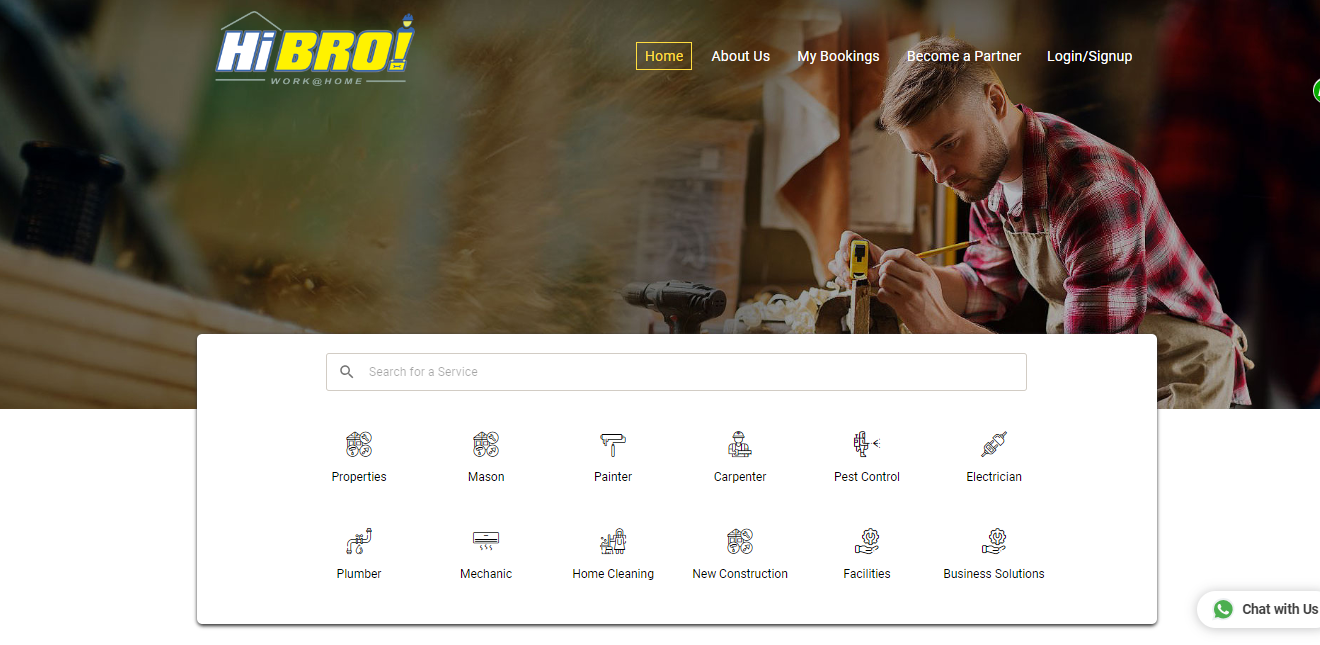 Hi BRO!
WORK@HOME
Home
About Us
My Bookings
Become a Partner
Login/Signup
Search for a Service
Properties
Mason
Painter
Carpenter
Pest Control
Electrician
Plumber
Mechanic
Home Cleaning
New Construction
Facilities
Business Solutions
Chat with Us